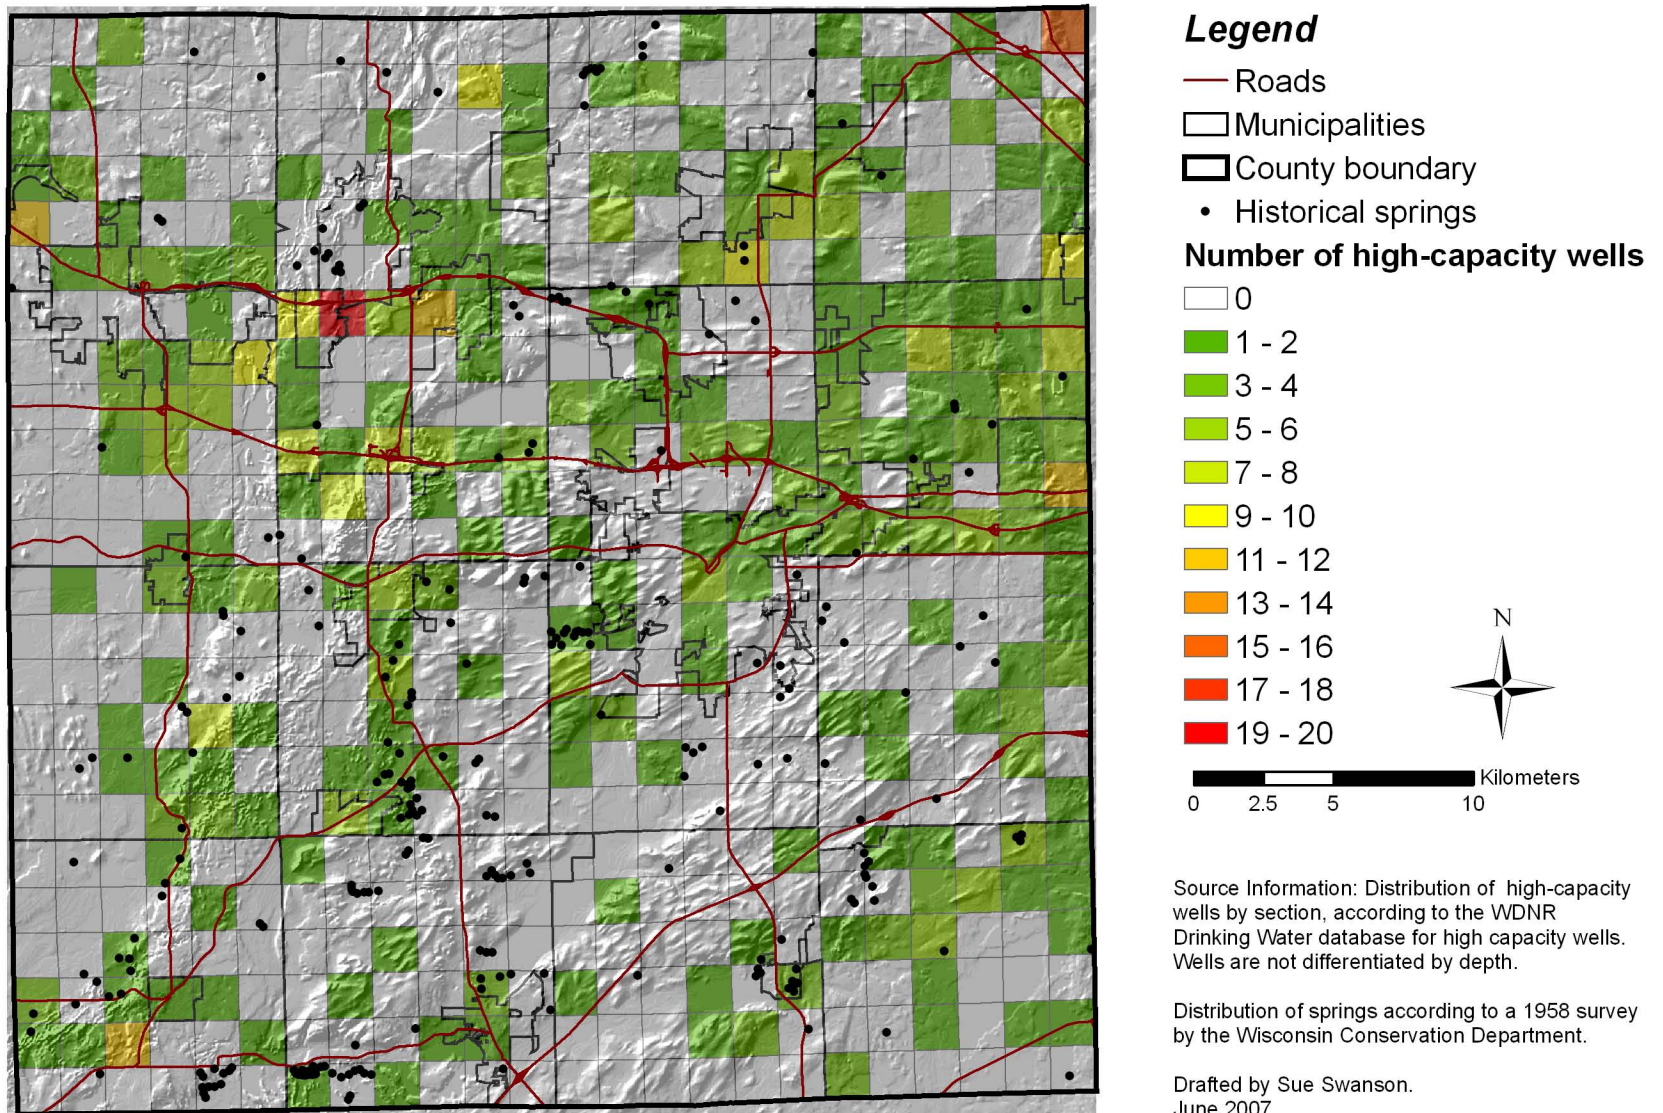 Legend
Roads
Municipalities
County boundary
Historical springs
Number of high-capacity wells
0
1 - 2
3 - 4
5 - 6
7 - 8
9 - 10
11 - 12
13 - 14
15 - 16
17 - 18
19 - 20
N
Kilometers
0 2.5 5 10
Source Information: Distribution of high-capacity
wells by section, according to the WDNR
Drinking Water database for high capacity wells.
Wells are not differentiated by depth.
Distribution of springs according to a 1958 survey
by the Wisconsin Conservation Department.
Drafted by Sue Swanson.
June 2007